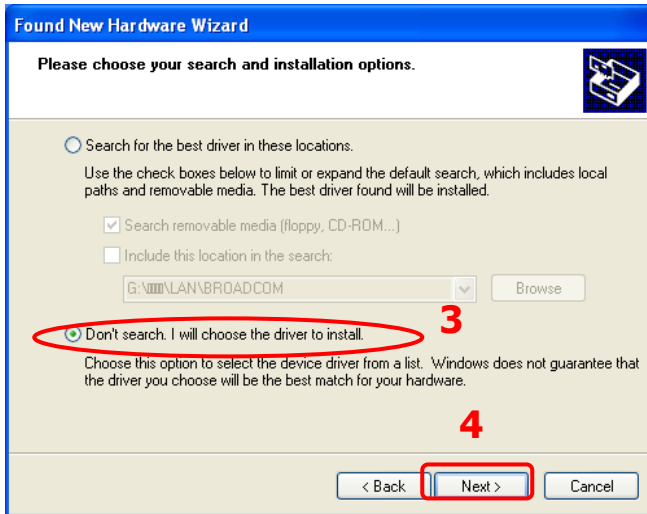 Found New Hardware Wizard
Please choose your search and installation options.
Search for the best driver in these locations.
Use the check boxes below to limit or expand the default search, which includes local
paths and removable media. The best driver found will be installed.
Search removable media (floppy, CD-ROM...)
Include this location in the search:
\LAN\BROADCOM
Browse
3
Don't search. I will choose the driver to install.
Choose this option to select the device driver from a list. Windows does not guarantee that
the driver you choose will be the best match for your hardware.
4
< Back
Next >
Cancel